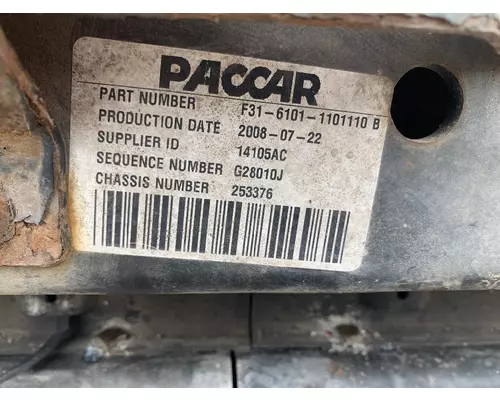 PACCAR
PART NUMBER F31-6101-1101110 B
PRODUCTION DATE 2008-07-22
SUPPLIER ID 14105AC
SEQUENCE NUMBER G28010J
CHASSIS NUMBER 253376